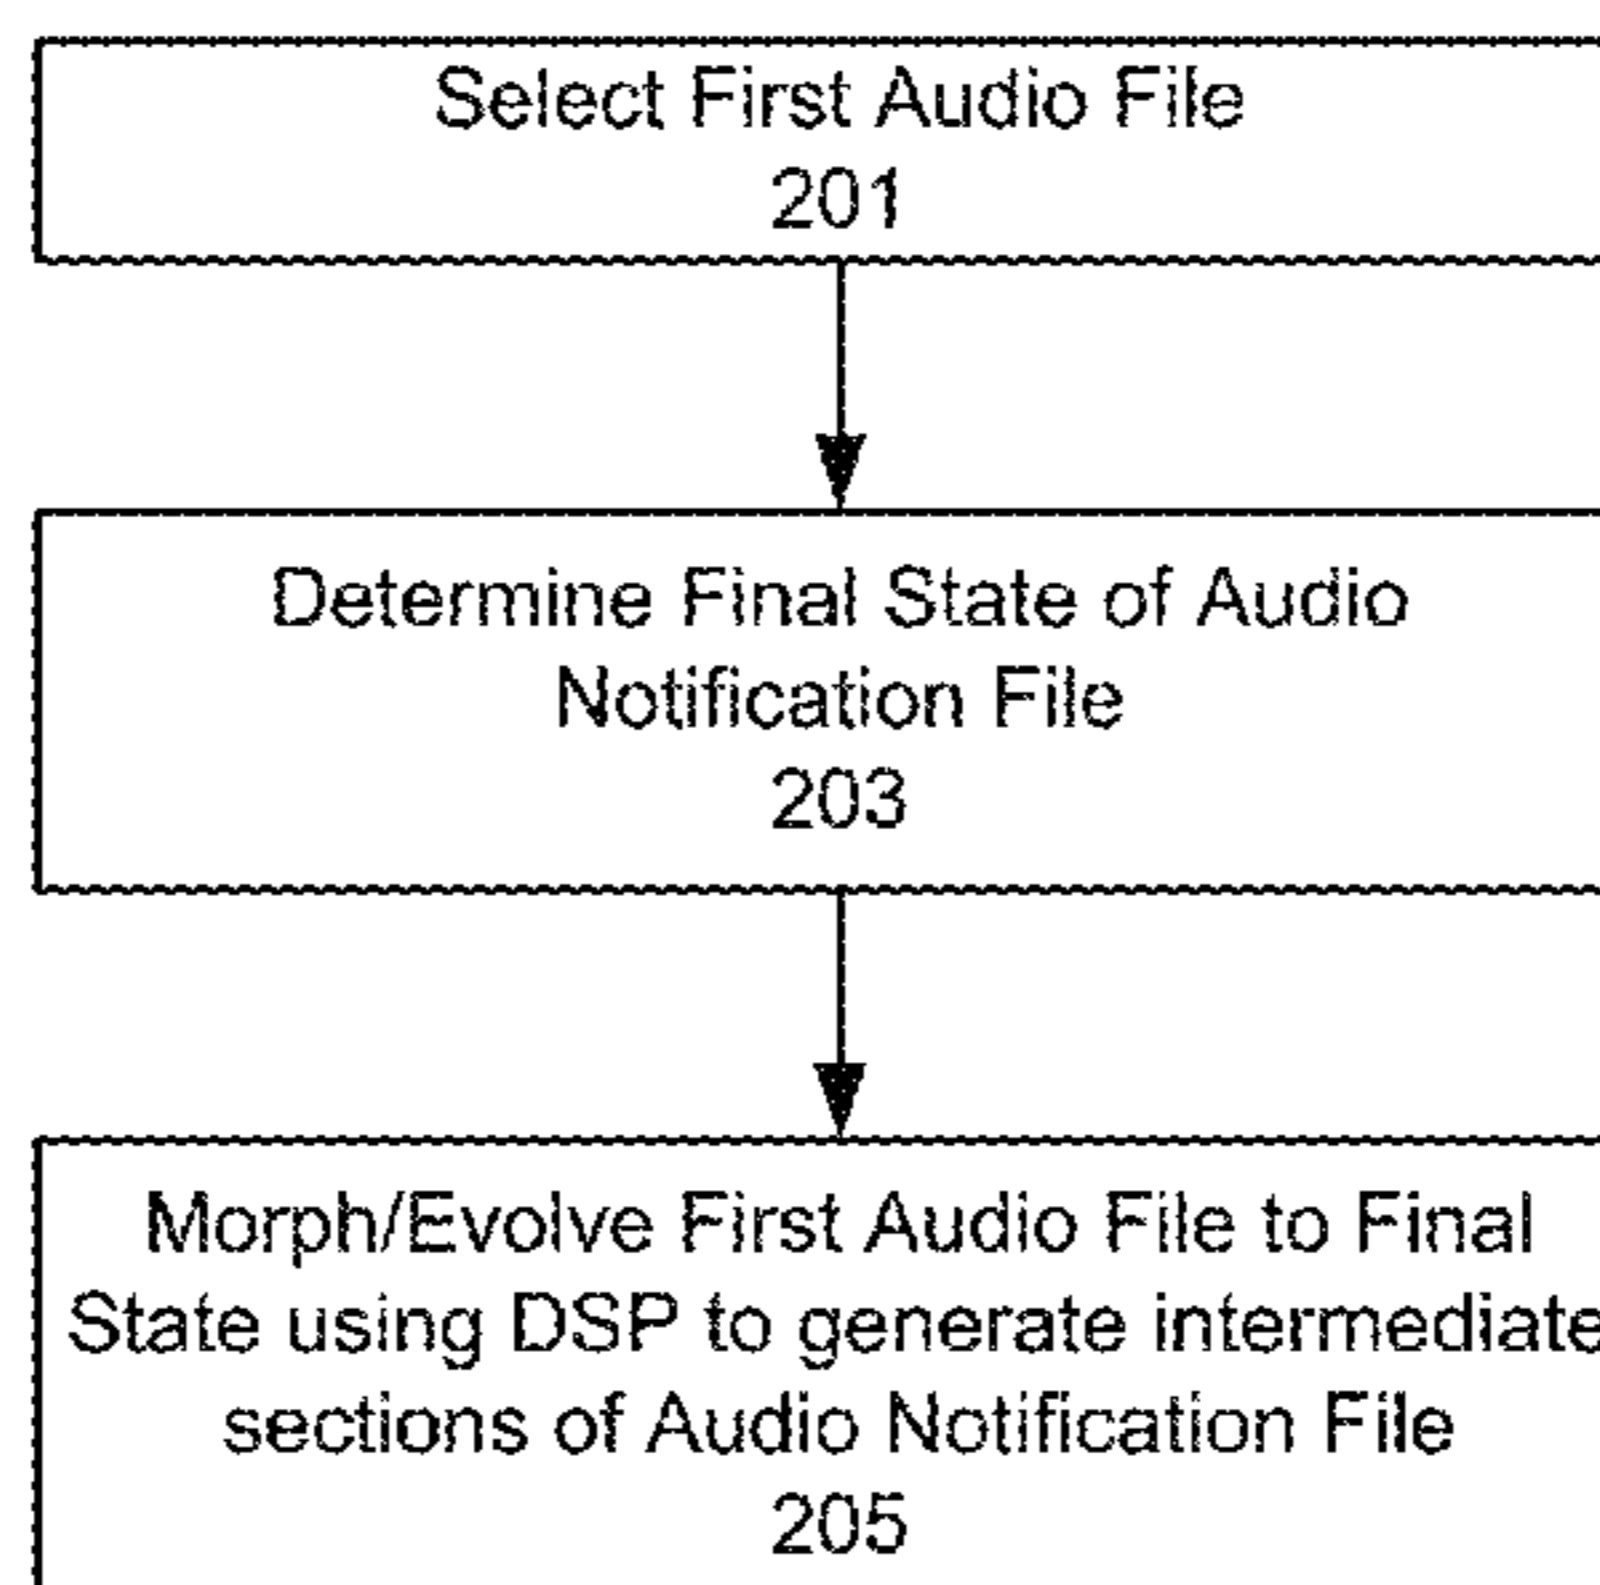 Select First Audio File
201
Determine Final State of Audio
Notification File
203
Morph/Evolve First Audio File to Final
State using DSP to generate intermediate
sections of Audio Notification File
205